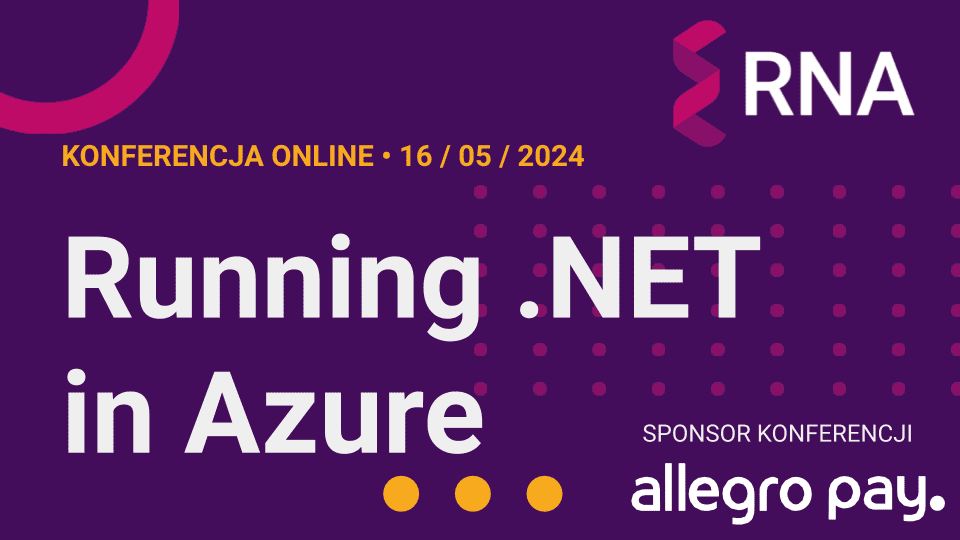 RNA
KONFERENCJA ONLINE • 16 / 05 / 2024
Running .NET
in Azure
SPONSOR KONFERENCJI
allegro pay.